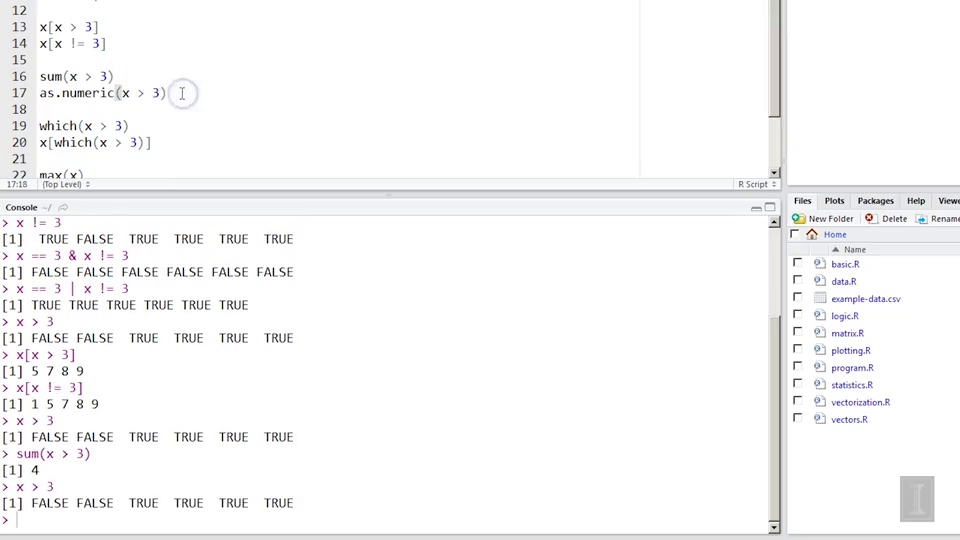 12
13 x[x > 3]
14 x[x != 3]
15
16 sum(x > 3)
17 as.numeric(x > 3)
18
19 which(x > 3)
20 x[which(x > 3)]
21
22 max(x)
17:18 (Top Level) R Script
Console ~/
> x != 3
[1]  TRUE FALSE  TRUE  TRUE  TRUE  TRUE
> x == 3 & x != 3
[1] FALSE FALSE FALSE FALSE FALSE FALSE
> x == 3 | x != 3
[1] TRUE TRUE TRUE TRUE TRUE TRUE
> x > 3
[1] FALSE FALSE  TRUE  TRUE  TRUE  TRUE
> x[x > 3]
[1] 5 7 8 9
> x[x != 3]
[1] 1 5 7 8 9
> x > 3
[1] FALSE FALSE  TRUE  TRUE  TRUE  TRUE
> sum(x > 3)
[1] 4
> x > 3
[1] FALSE FALSE  TRUE  TRUE  TRUE  TRUE
>
Files Plots Packages Help Viewe
New Folder Delete Rename
Home
Name
basic.R
data.R
example-data.csv
logic.R
matrix.R
plotting.R
program.R
statistics.R
vectorization.R
vectors.R
I